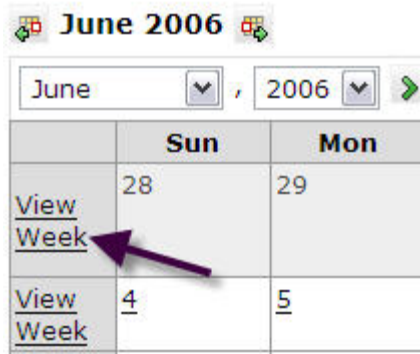 June 2006
June , 2006
Sun Mon
View Week 28 29
View Week 4 5